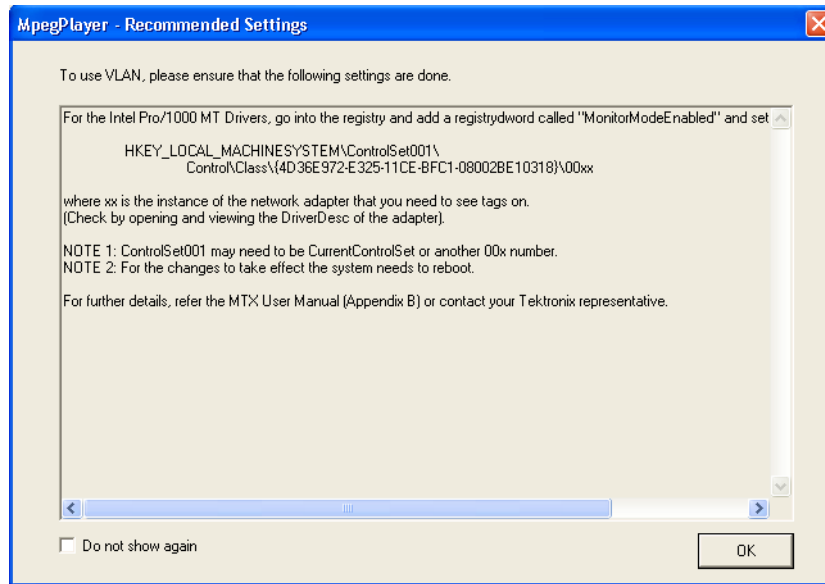 MpegPlayer - Recommended Settings
To use VLAN, please ensure that the following settings are done.
For the Intel Pro/1000 MT Drivers, go into the registry and add a registrydword called "MonitorModeEnabled" and set
HKEY_LOCAL_MACHINESYSTEM\ControlSet001\
Control\Class\{4D36E972-E325-11CE-BFC1-08002BE10318}\00xx
where xx is the instance of the network adapter that you need to see tags on.
(Check by opening and viewing the DriverDesc of the adapter).
NOTE 1: ControlSet001 may need to be CurrentControlSet or another 00x number.
NOTE 2: For the changes to take effect the system needs to reboot.
For further details, refer the MTX User Manual (Appendix B) or contact your Tektronix representative.
Do not show again
OK